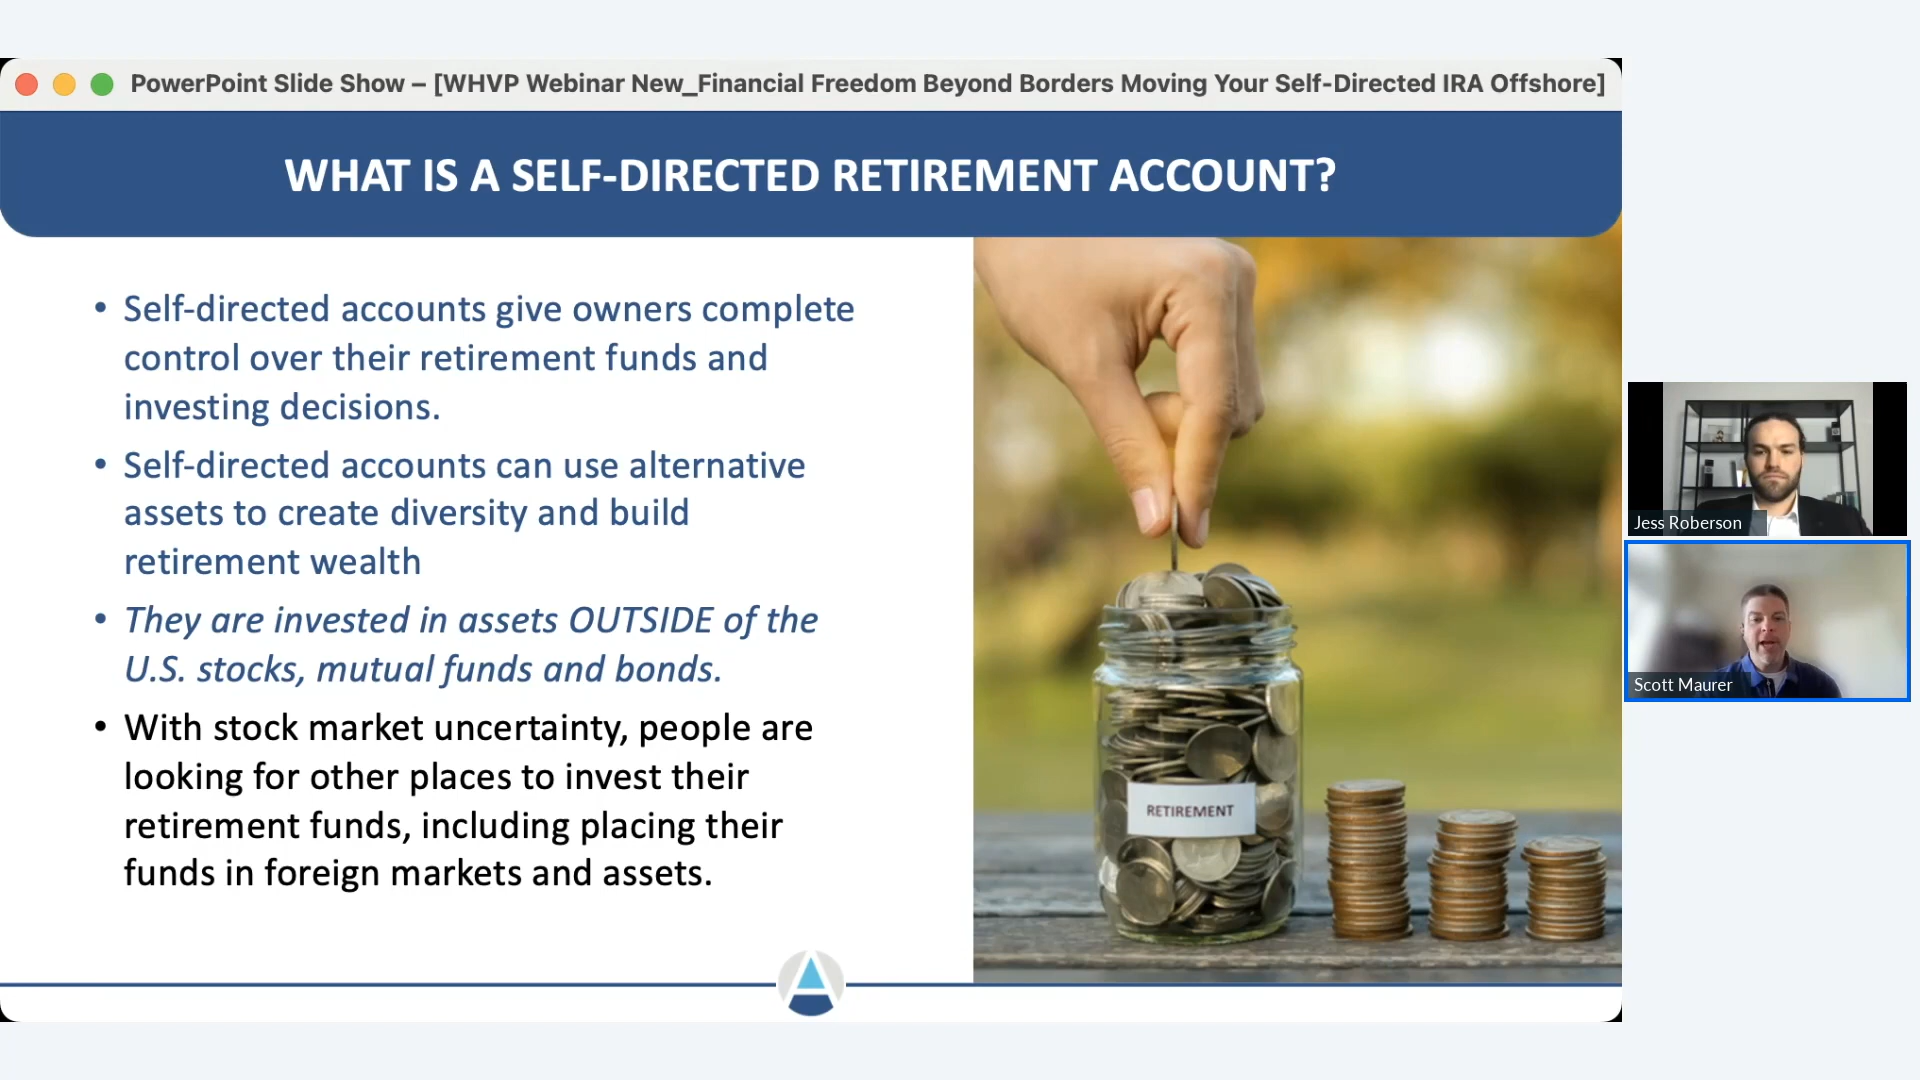 PowerPoint Slide Show – [WHVP Webinar New_Financial Freedom Beyond Borders Moving Your Self-Directed IRA Offshore]
WHAT IS A SELF-DIRECTED RETIREMENT ACCOUNT?
• Self-directed accounts give owners complete
control over their retirement funds and
investing decisions.
• Self-directed accounts can use alternative
assets to create diversity and build
retirement wealth
• They are invested in assets OUTSIDE of the
U.S. stocks, mutual funds and bonds.
• With stock market uncertainty, people are
looking for other places to invest their
retirement funds, including placing their
funds in foreign markets and assets.
RETIREMENT
Jess Roberson
Scott Maurer